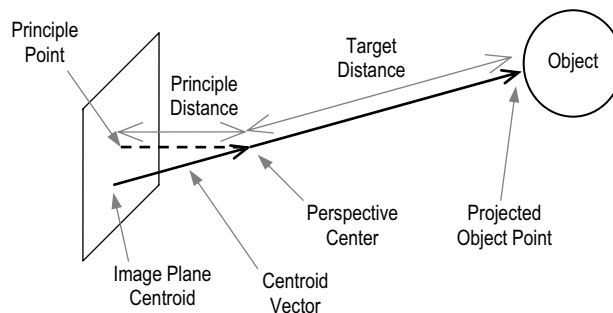 Principle
Point
Principle
Distance
Target
Distance
Object
Perspective
Center
Projected
Object Point
Image Plane
Centroid
Centroid
Vector